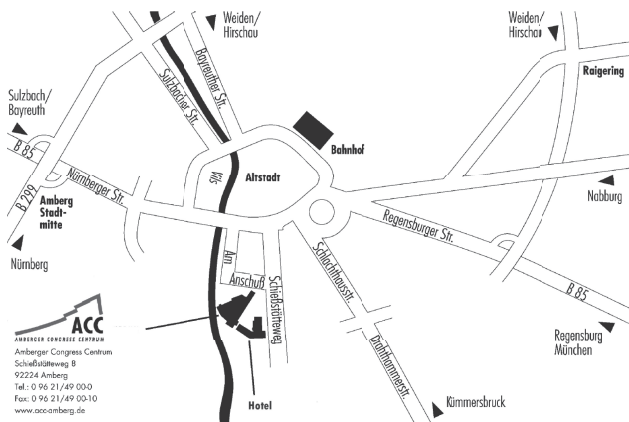 Weiden/
Hirschau
Weiden/
Hirschau
Raigering
Sulzbach/
Bayreuth
B 85
Sulzbacher Str.
Bayreuther Str.
Bahnhof
Altstadt
Vils
Nürnberger Str.
B 299
Amberg
Stadt-
mitte
Nabburg
Regensburger Str.
Nürnberg
Am
Anschuß
Schießstätteweg
Schlachthausstr.
B 85
Regensburg
München
ACC
AMBERGER CONGRESS CENTRUM
Amberger Congress Centrum
Schießstätteweg 8
92224 Amberg
Tel.: 0 96 21/49 00-0
Fax: 0 96 21/49 00-10
www.acc-amberg.de
Drahthammerstr.
Hotel
Kümmersbruck